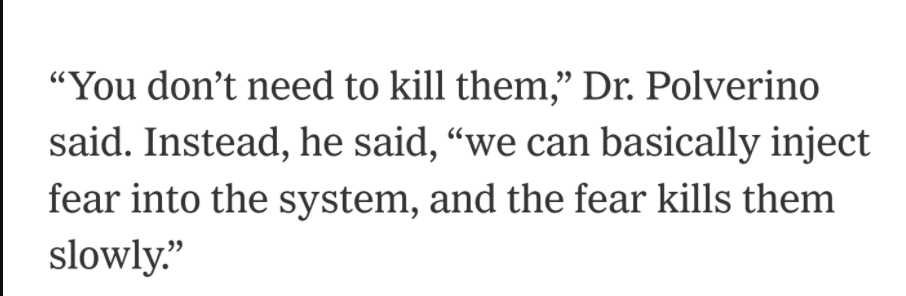 “You don’t need to kill them,” Dr. Polverino
said. Instead, he said, “we can basically inject
fear into the system, and the fear kills them
slowly.”